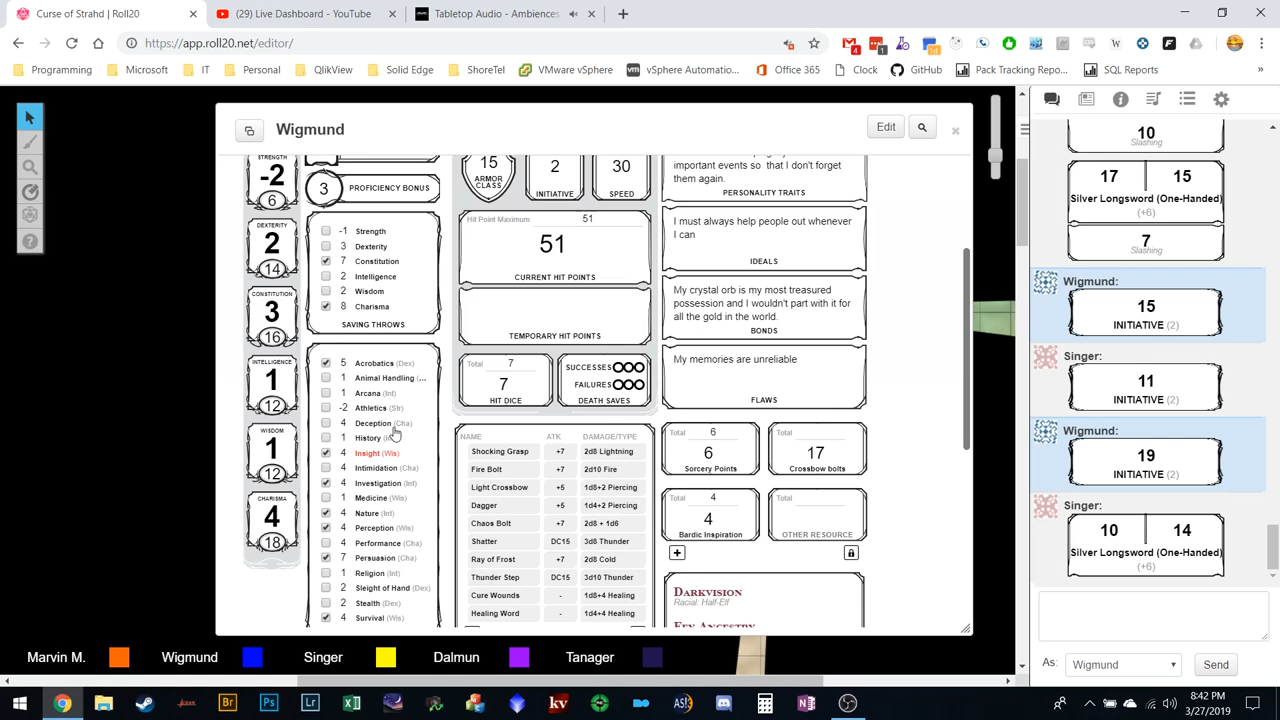 Curse of Strahd | Roll20
(29) Live Dashboard - YouTube
Tabletop Audio - Ambiences
https://app.roll20.net/editor/
Programming
Microsoft
IT
Personal
QlikView
Solid Edge
ShoreTel
VMware vSphere
vSphere Automatio...
Office 365
Clock
GitHub
Pack Tracking Repo...
SQL Reports
»
Wigmund
Edit
STRENGTH
-2
6
DEXTERITY
2
14
CONSTITUTION
3
16
INTELLIGENCE
1
12
WISDOM
1
12
CHARISMA
4
18
3 PROFICIENCY BONUS
-1 Strength
3 Dexterity
7 Constitution
2 Intelligence
2 Wisdom
8 Charisma
SAVING THROWS
5 Acrobatics (Dex)
1 Animal Handling (...
1 Arcana (Int)
-2 Athletics (Str)
4 Deception (Cha)
1 History
4 Insight (Wis)
4 Intimidation (Cha)
4 Investigation (Int)
1 Medicine (Wis)
4 Nature (Int)
4 Perception (Wis)
4 Performance (Cha)
7 Persuasion (Cha)
1 Religion (Int)
2 Sleight of Hand (Dex)
2 Stealth (Dex)
4 Survival (Wis)
15
ARMOR
CLASS
2
INITIATIVE
30
SPEED
Hit Point Maximum 51
51
CURRENT HIT POINTS
TEMPORARY HIT POINTS
Total 7
7
HIT DICE
SUCCESSES
FAILURES
DEATH SAVES
NAME ATK DAMAGE/TYPE
Shocking Grasp +7 2d8 Lightning
Fire Bolt +7 2d10 Fire
Light Crossbow +5 1d8+2 Piercing
Dagger +5 1d4+2 Piercing
Chaos Bolt +7 2d8 + 1d6
Shatter DC15 3d8 Thunder
Ray of Frost +7 2d8 Cold
Thunder Step DC15 3d10 Thunder
Cure Wounds - 1d8+4 Healing
Healing Word - 1d4+4 Healing
important events so that I don't forget
them again.
PERSONALITY TRAITS
I must always help people out whenever
I can
IDEALS
My crystal orb is my most treasured
possession and I wouldn't part with it for
all the gold in the world.
BONDS
My memories are unreliable
FLAWS
Total 6
6
Sorcery Points
Total
17
Crossbow bolts
Total 4
4
Bardic Inspiration
Total
OTHER RESOURCE
DARKVISION
Racial: Half-Elf
FEY ANCESTRY
10
Slashing
17 15
Silver Longsword (One-Handed)
(+6)
7
Slashing
Wigmund:
15
INITIATIVE (2)
Singer:
11
INITIATIVE (2)
Wigmund:
19
INITIATIVE (2)
Singer:
10 14
Silver Longsword (One-Handed)
(+6)
As: Wigmund
Send
Marvin M.
Wigmund
Singer
Dalmun
Tanager
8:42 PM
3/27/2019